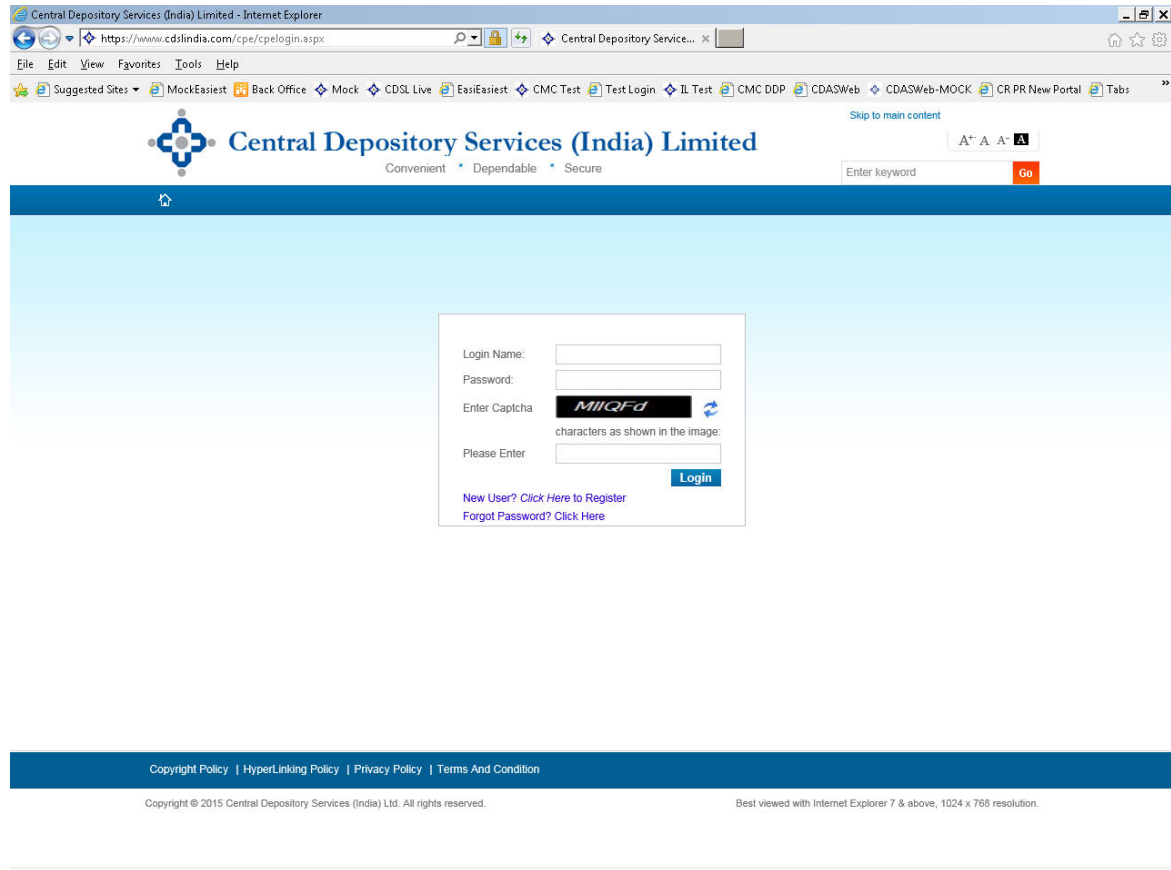 Central Depository Services (India) Limited - Internet Explorer
https://www.cdslindia.com/cpe/cpelogin.aspx Central Depository Service...
File Edit View Favorites Tools Help
Suggested Sites MockEasiest Back Office Mock CDSL Live EasiEasiest CMC Test Test Login IL Test CMC DDP CDASWeb CDASWeb-MOCK CR PR New Portal Tabs »
Skip to main content
A+ A A- A
Central Depository Services (India) Limited
Convenient * Dependable * Secure
Enter keyword Go
Login Name:
Password:
Enter Captcha
characters as shown in the image:
Please Enter
Login
New User? Click Here to Register
Forgot Password? Click Here
Copyright Policy | HyperLinking Policy | Privacy Policy | Terms And Condition
Copyright © 2015 Central Depository Services (India) Ltd. All rights reserved. Best viewed with Internet Explorer 7 & above, 1024 x 768 resolution.